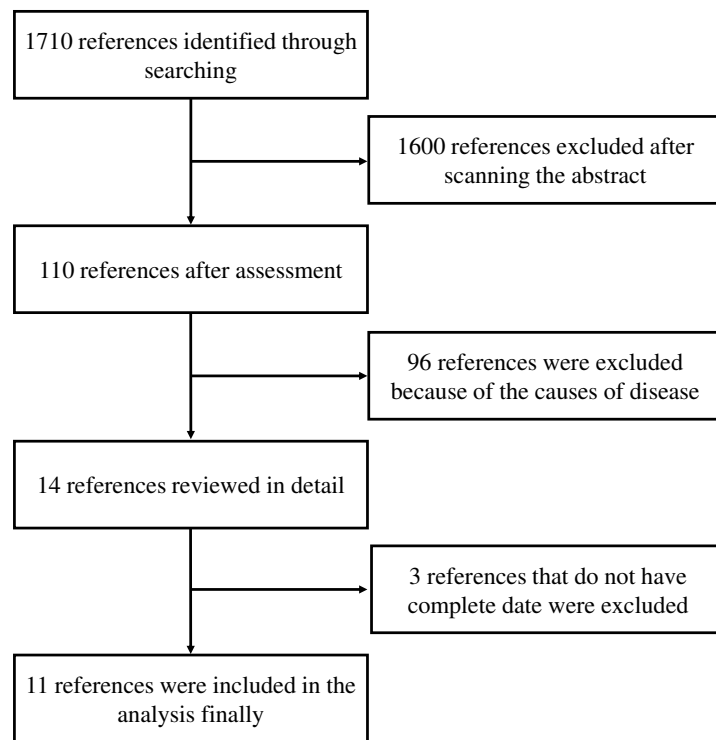 1710 references identified through
searching
1600 references excluded after
scanning the abstract
110 references after assessment
96 references were excluded
because of the causes of disease
14 references reviewed in detail
3 references that do not have
complete date were excluded
11 references were included in the
analysis finally